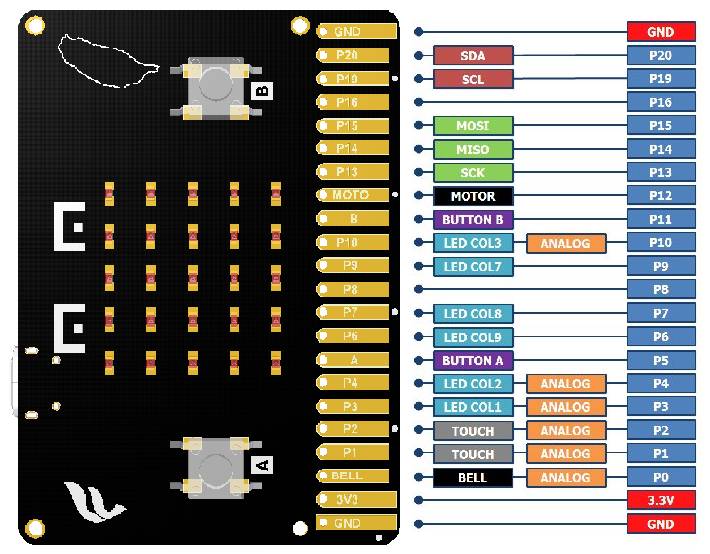 GND GND
P20 SDA P20
P19 SCL P19
P16 P16
B
P15 MOSI P15
P14 MISO P14
P13 SCK P13
MOTO MOTOR P12
B BUTTON B P11
P10 LED COL3 ANALOG P10
P9 LED COL7 P9
P8 P8
P7 LED COL8 P7
P6 LED COL9 P6
A BUTTON A P5
P4 LED COL2 ANALOG P4
P3 LED COL1 ANALOG P3
P2 TOUCH ANALOG P2
P1 TOUCH ANALOG P1
A
BELL BELL ANALOG P0
3V3 3.3V
GND GND